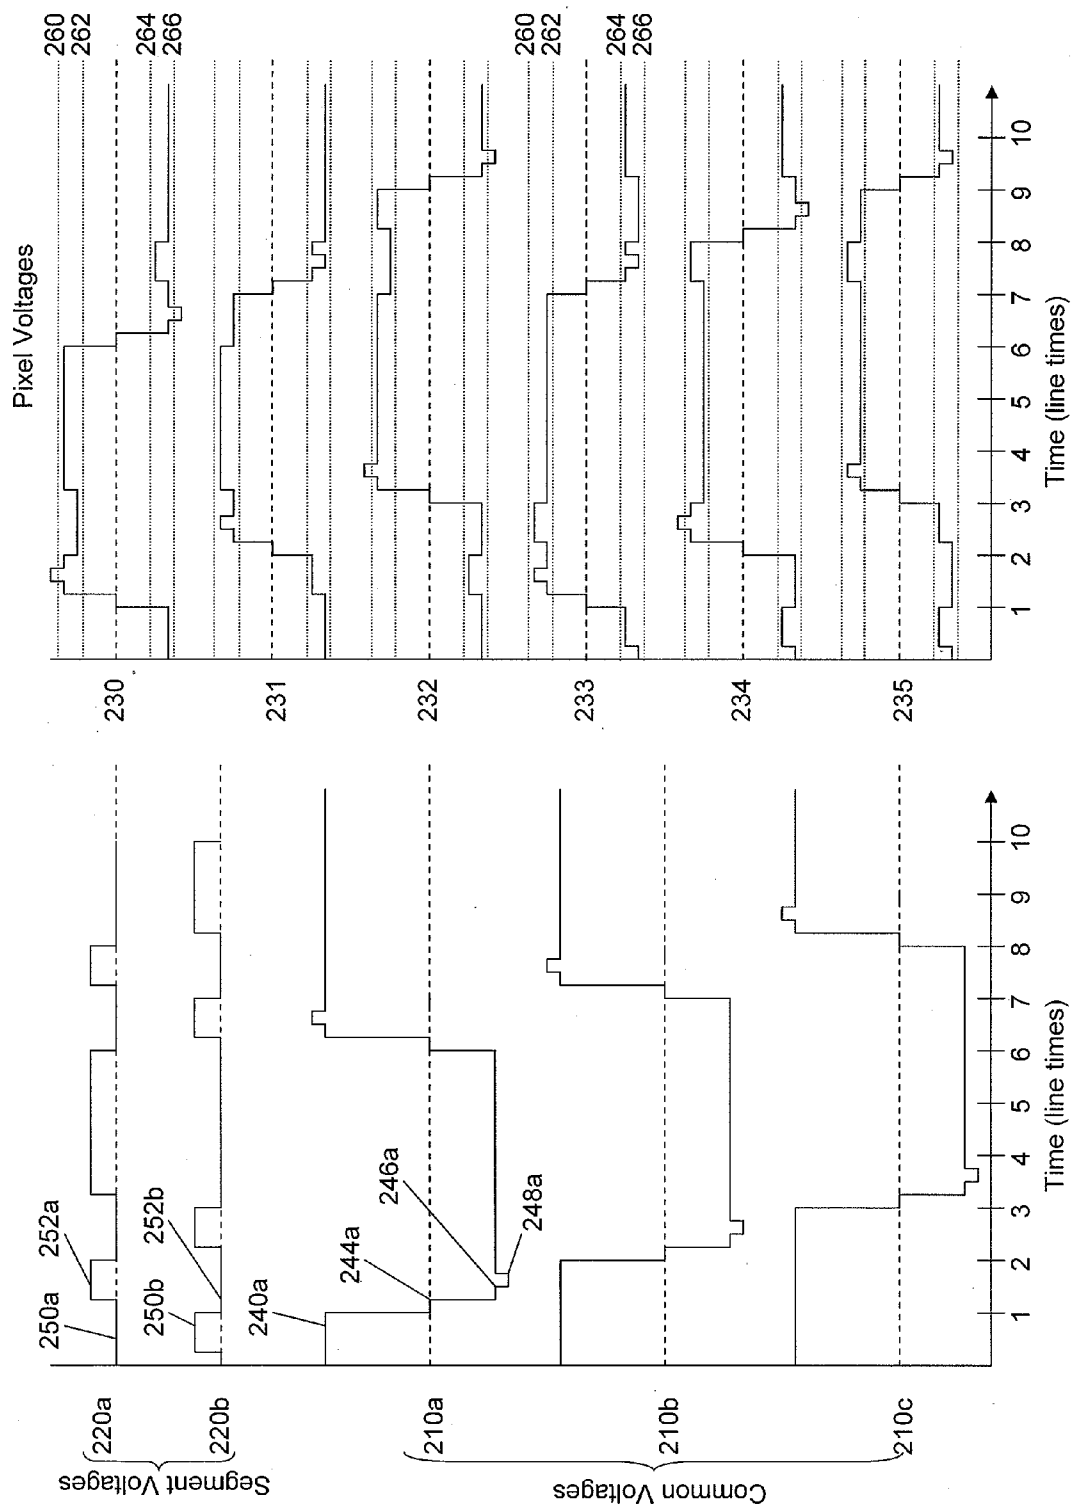 Pixel Voltages
260
262
264
266
260
262
264
266
230
231
232
233
234
235
1 2 3 4 5 6 7 8 9 10
Time (line times)
Segment Voltages
Common Voltages
220a
220b
210a
210b
210c
250a
252a
250b
252b
240a
244a
246a
248a
1 2 3 4 5 6 7 8 9 10
Time (line times)